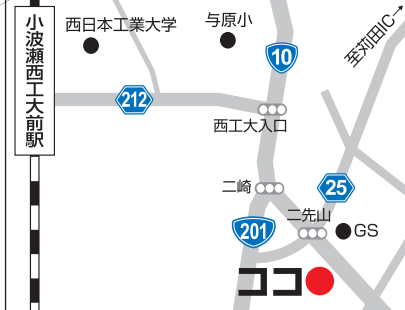 小波瀬西工大前駅
西日本工業大学
与原小
10
至苅田IC→
212
西工大入口
二崎
25
二先山
201
GS
ココ